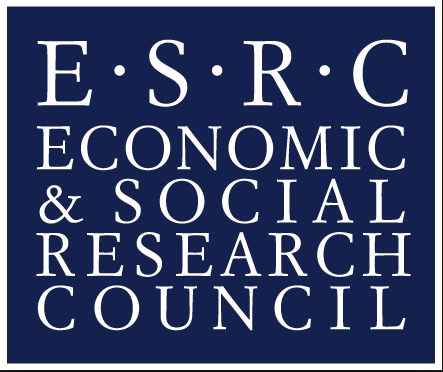 E·S·R·C
ECONOMIC
& SOCIAL
RESEARCH
COUNCIL